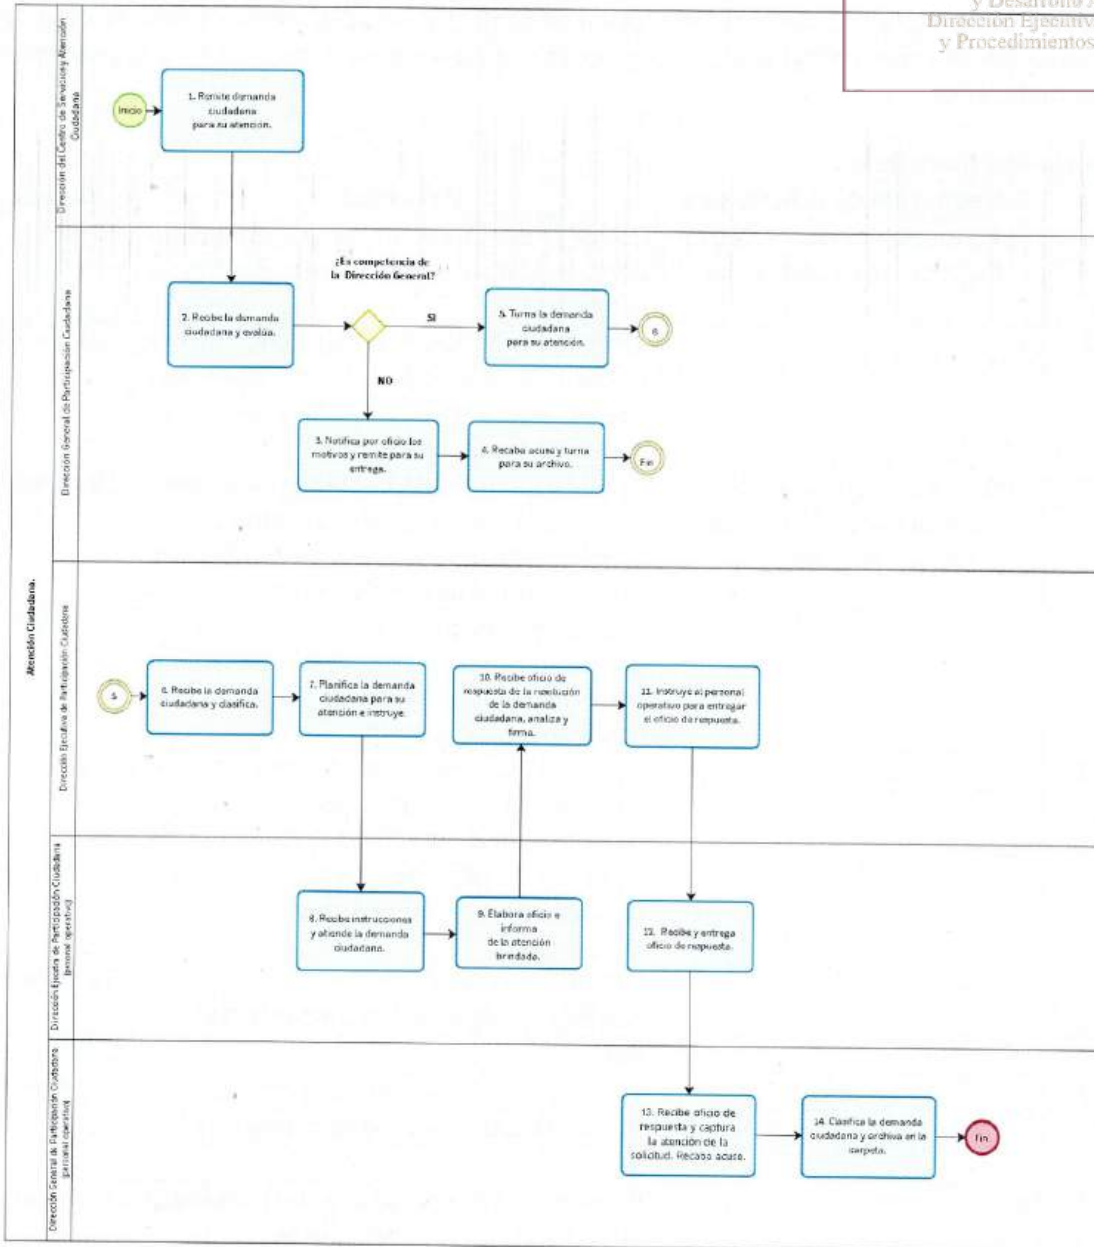 y Desarrollo
Dirección Ejecutiv
y Procedimientos
Atención Ciudadana.
Dirección del Centro de Servicios y Atención
Ciudadana
Inicio
1. Remite demanda
ciudadana
para su atención.
Dirección General de Participación Ciudadana
2. Recibe la demanda
ciudadana y evalúa.
¿Es competencia de
la Dirección General?
SI
5. Turna la demanda
ciudadana
para su atención.
6
NO
3. Notifica por oficio los
motivos y remite para su
entrega.
4. Recaba acuse y turna
para su archivo.
Fin
Dirección Ejecutiva de Participación Ciudadana
5
6. Recibe la demanda
ciudadana y clasifica.
7. Planifica la demanda
ciudadana para su
atención e instruye.
10. Recibe oficio de
respuesta de la resolución
de la demanda
ciudadana, analiza y
firma.
11. Instruye al personal
operativo para entregar
el oficio de respuesta.
Dirección Ejecutiva de Participación Ciudadana
(personal operativo)
8. Recibe instrucciones
y atiende la demanda
ciudadana.
9. Elabora oficio e
informa
de la atención
brindada.
12. Recibe y entrega
oficio de respuesta.
Dirección General de Participación Ciudadana
(personal operativo)
13. Recibe oficio de
respuesta y captura
la atención de la
solicitud. Recaba acuse.
14. Clasifica la demanda
ciudadana y archiva en la
carpeta.
Fin